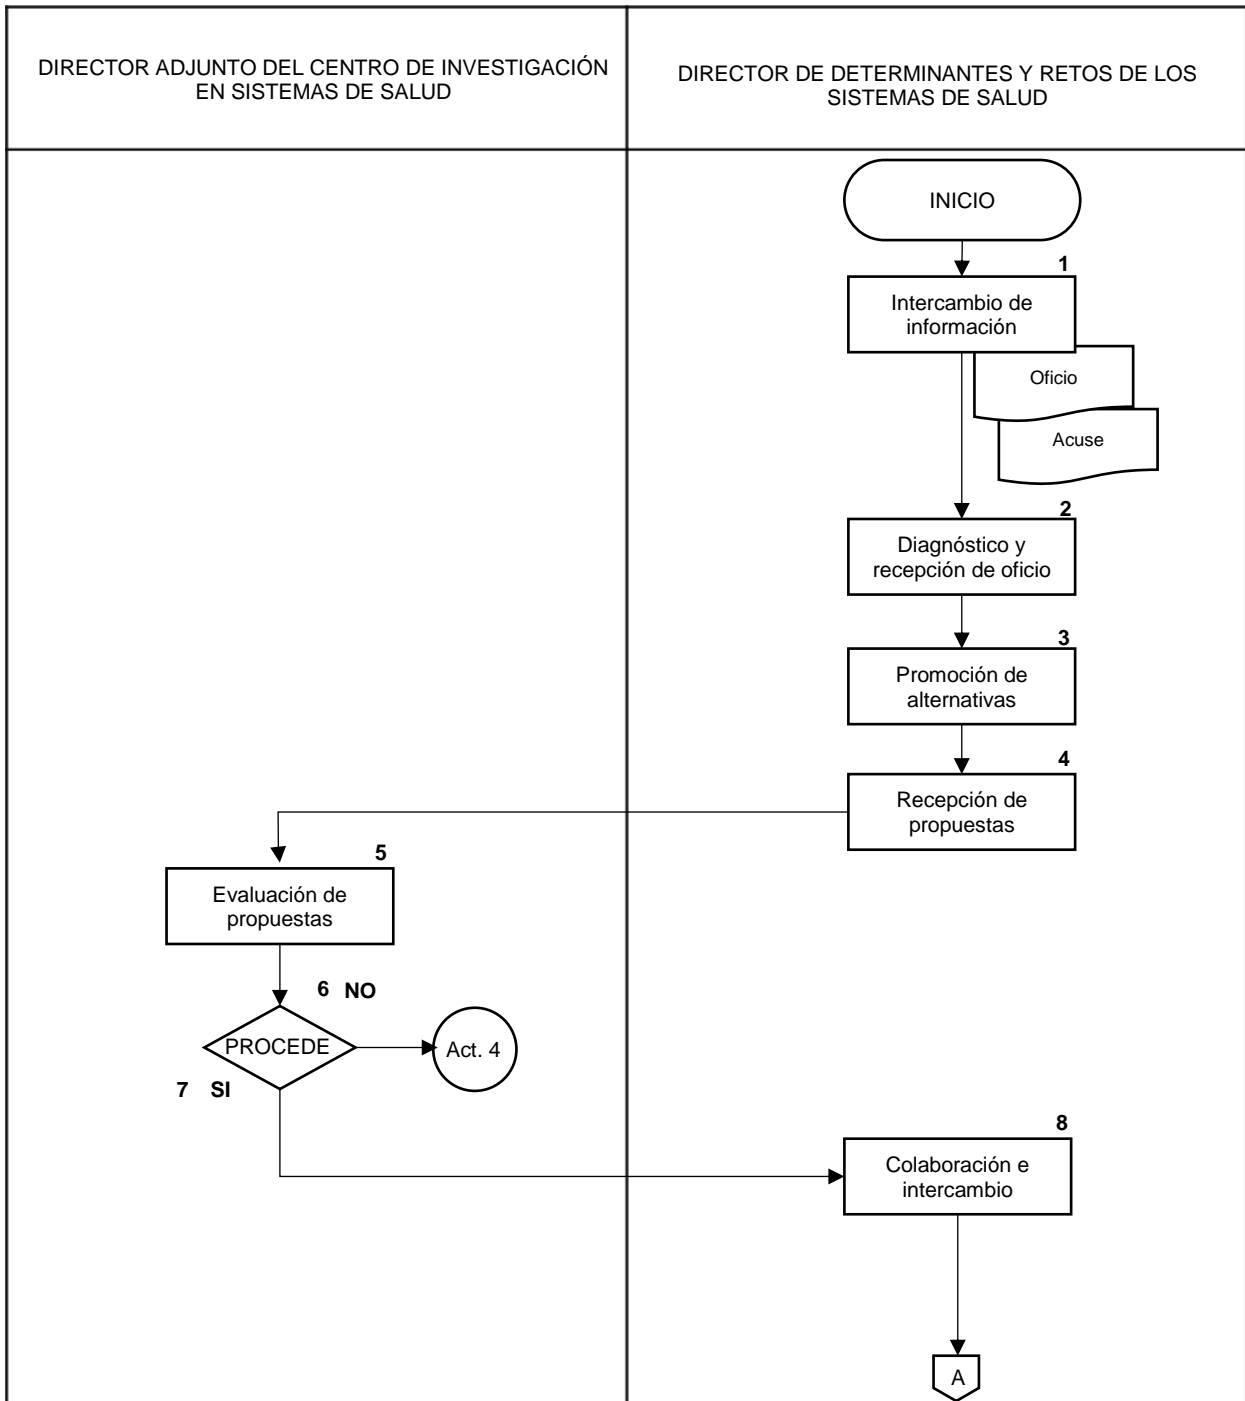 DIRECTOR ADJUNTO DEL CENTRO DE INVESTIGACIÓN
EN SISTEMAS DE SALUD
DIRECTOR DE DETERMINANTES Y RETOS DE LOS
SISTEMAS DE SALUD
INICIO
1
Intercambio de
información
Oficio
Acuse
2
Diagnóstico y
recepción de oficio
3
Promoción de
alternativas
4
Recepción de
propuestas
5
Evaluación de
propuestas
6 NO
PROCEDE
Act. 4
7 SI
8
Colaboración e
intercambio
A